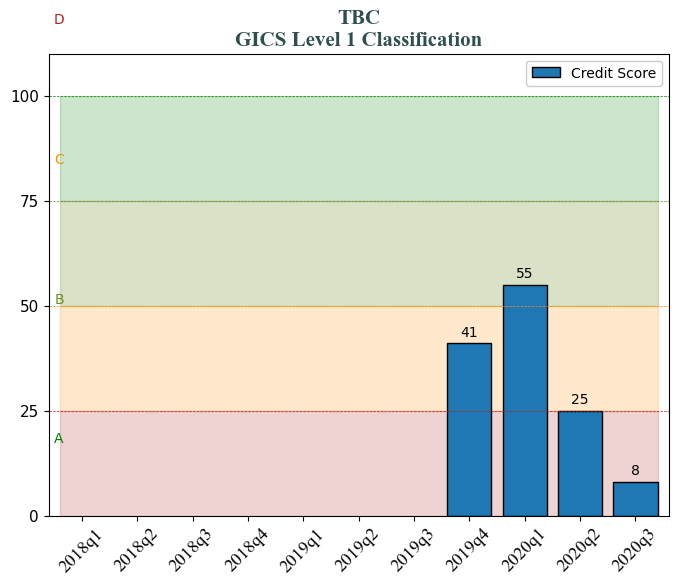 D
TBC
GICS Level 1 Classification
Credit Score
100
C
75
55
B
50
41
25
25
A
8
0
2018q1
2018q2
2018q3
2018q4
2019q1
2019q2
2019q3
2019q4
2020q1
2020q2
2020q3